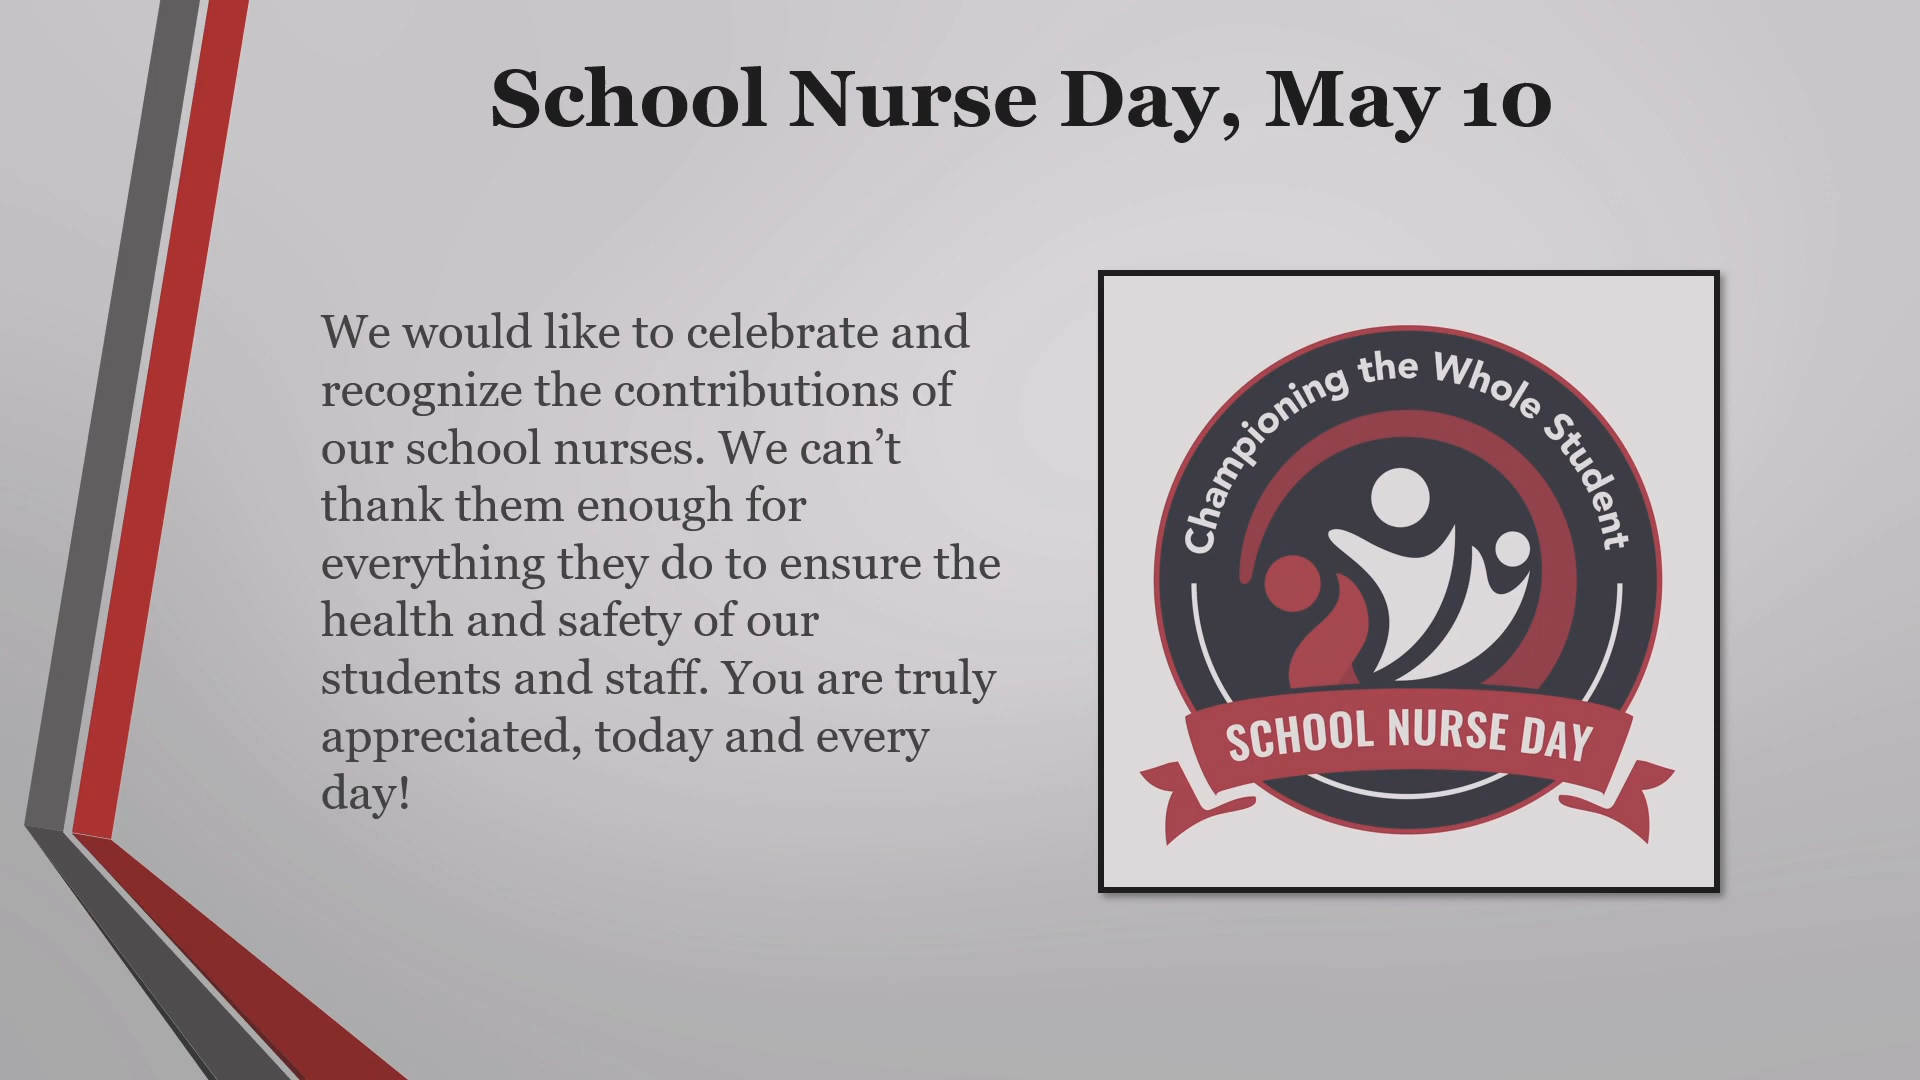 School Nurse Day, May 10
We would like to celebrate and
recognize the contributions of
our school nurses. We can’t
thank them enough for
everything they do to ensure the
health and safety of our
students and staff. You are truly
appreciated, today and every
day!
Championing the Whole Student
SCHOOL NURSE DAY